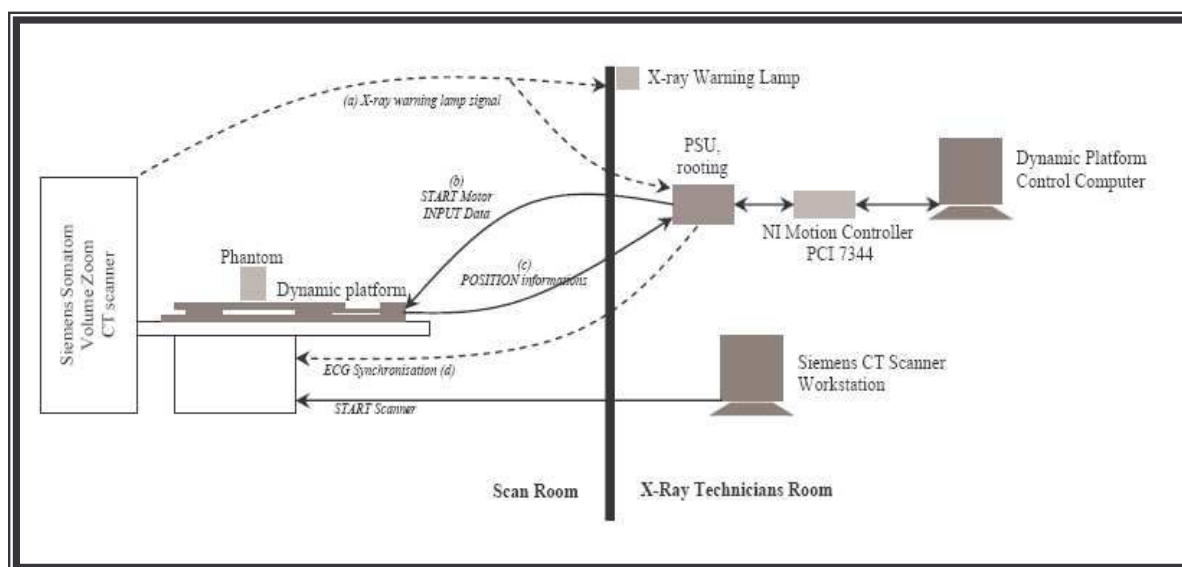 X-ray Warning Lamp
(a) X-ray warning lamp signal
PSU,
rooting
Dynamic Platform
Control Computer
(b)
START Motor
INPUT Data
NI Motion Controller
PCI 7344
Siemens Somatom
Volume Zoom
CT scanner
Phantom
Dynamic platform
(c)
POSITION informations
Siemens CT Scanner
Workstation
ECG Synchronisation (d)
START Scanner
Scan Room
X-Ray Technicians Room